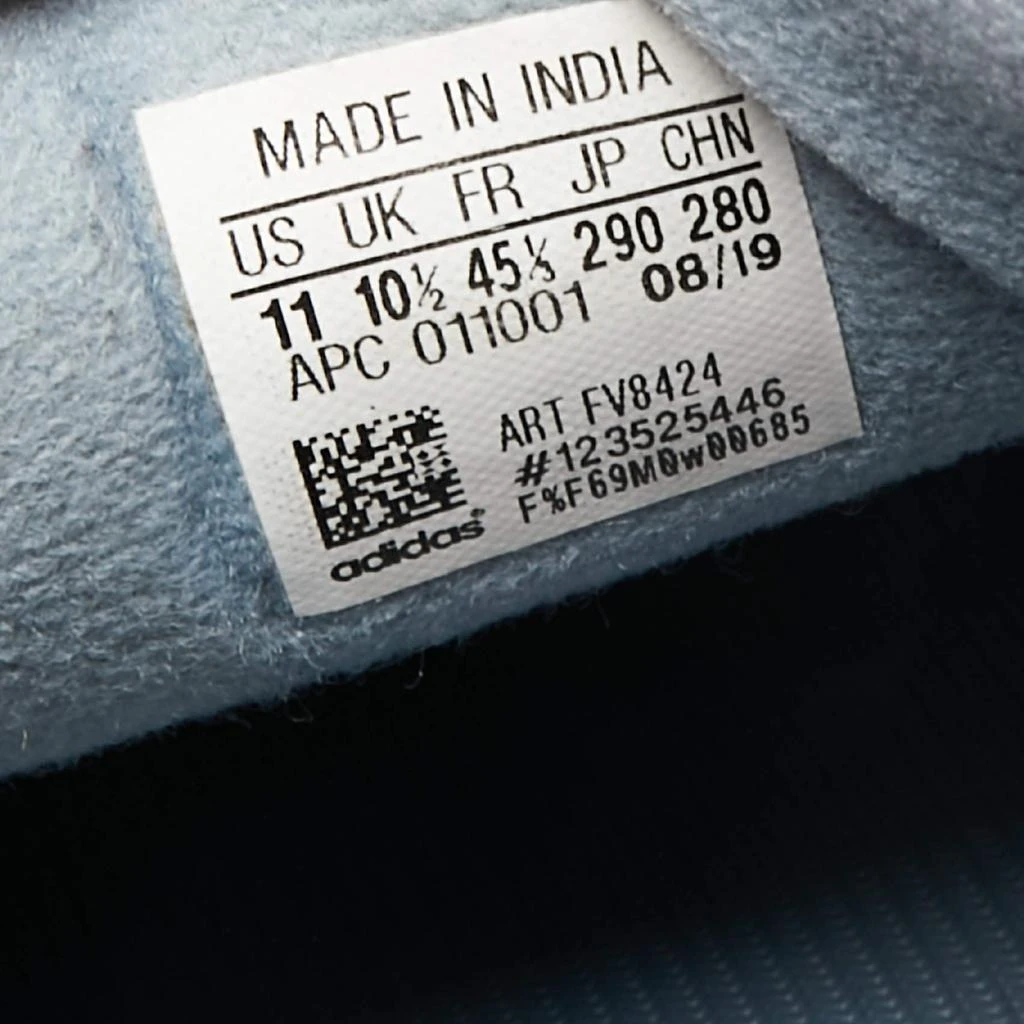 MADE IN INDIA
US UK FR JP CHN
11 10½ 45⅓ 290 280
APC 011001 08/19
ART FV8424
#123525446
F%F69M0w00685
adidas®